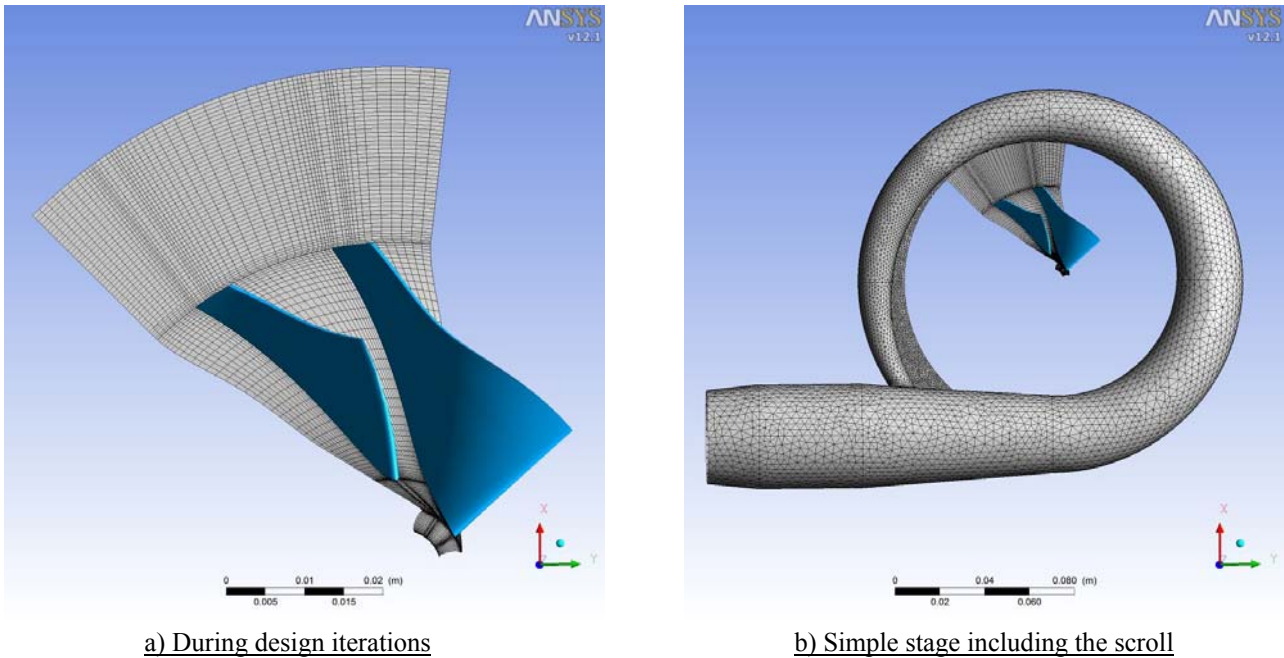 ANSYS
v12.1
X
Y
Z
0 0.01 0.02 (m)
0.005 0.015
a) During design iterations
ANSYS
v12.1
X
Y
Z
0 0.04 0.080 (m)
0.02 0.060
b) Simple stage including the scroll